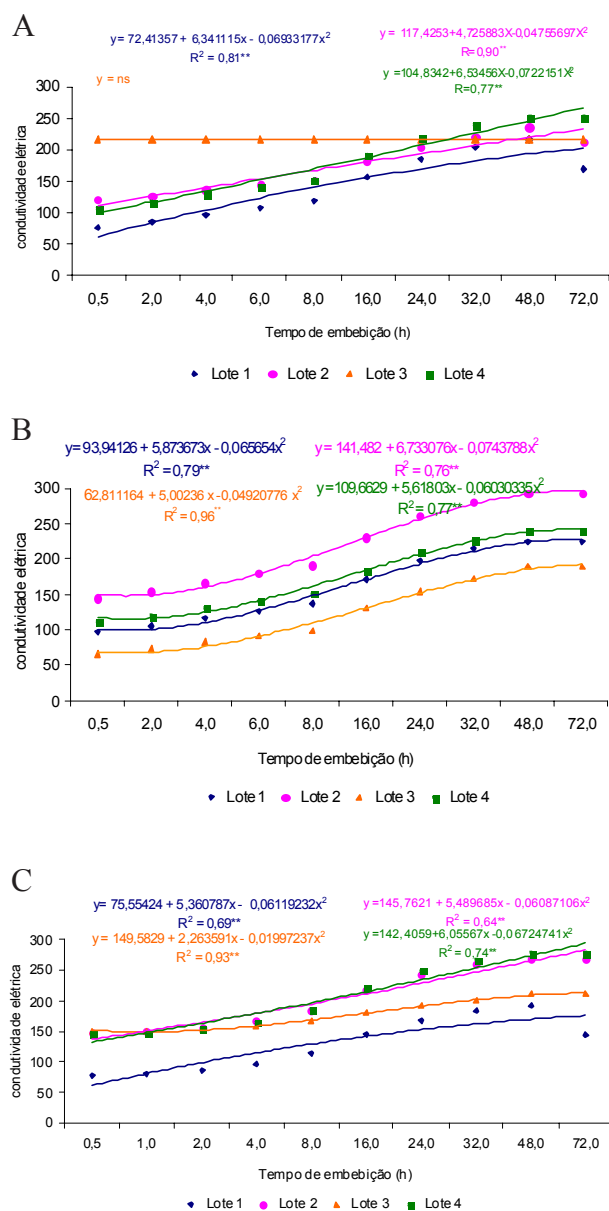 A
y = 72,41357 + 6,341115x - 0,06933177x²
R² = 0,81**
y = 117,4253+4,725883X-0,04755697X²
R=0,90**
y = ns
y=104,8342+6,53456X-0,0722151X²
R=0,77**
condutividade elétrica
300
250
200
150
100
50
0
0,5 2,0 4,0 6,0 8,0 16,0 24,0 32,0 48,0 72,0
Tempo de embebição (h)
Lote 1 Lote 2 Lote 3 Lote 4
B
y= 93,94126 + 5,873673x - 0,065654x²
R² = 0,79**
y= 141,482 + 6,733076x - 0,0743788x²
R² = 0,76**
62,811164 + 5,00236x - 0,04920776 x²
R² = 0,96**
y=109,6629 + 5,61803x - 0,06030335x²
R² = 0,77**
condutividade elétrica
300
250
200
150
100
50
0
0,5 2,0 4,0 6,0 8,0 16,0 24,0 32,0 48,0 72,0
Tempo de embebição (h)
Lote 1 Lote 2 Lote 3 Lote 4
C
y= 75,55424 + 5,360787x - 0,06119232x²
R² = 0,69**
y=145,7621 + 5,489685x - 0,06087106x²
R² = 0,64**
y = 149,5829 + 2,263591x - 0,01997237x²
R² = 0,93**
y=142,4059+6,05567x-0,06724741x²
R² = 0,74**
condutividade elétrica
300
250
200
150
100
50
0
0,5 1,0 2,0 4,0 8,0 16,0 24,0 32,0 48,0 72,0
Tempo de embebição (h)
Lote 1 Lote 2 Lote 3 Lote 4